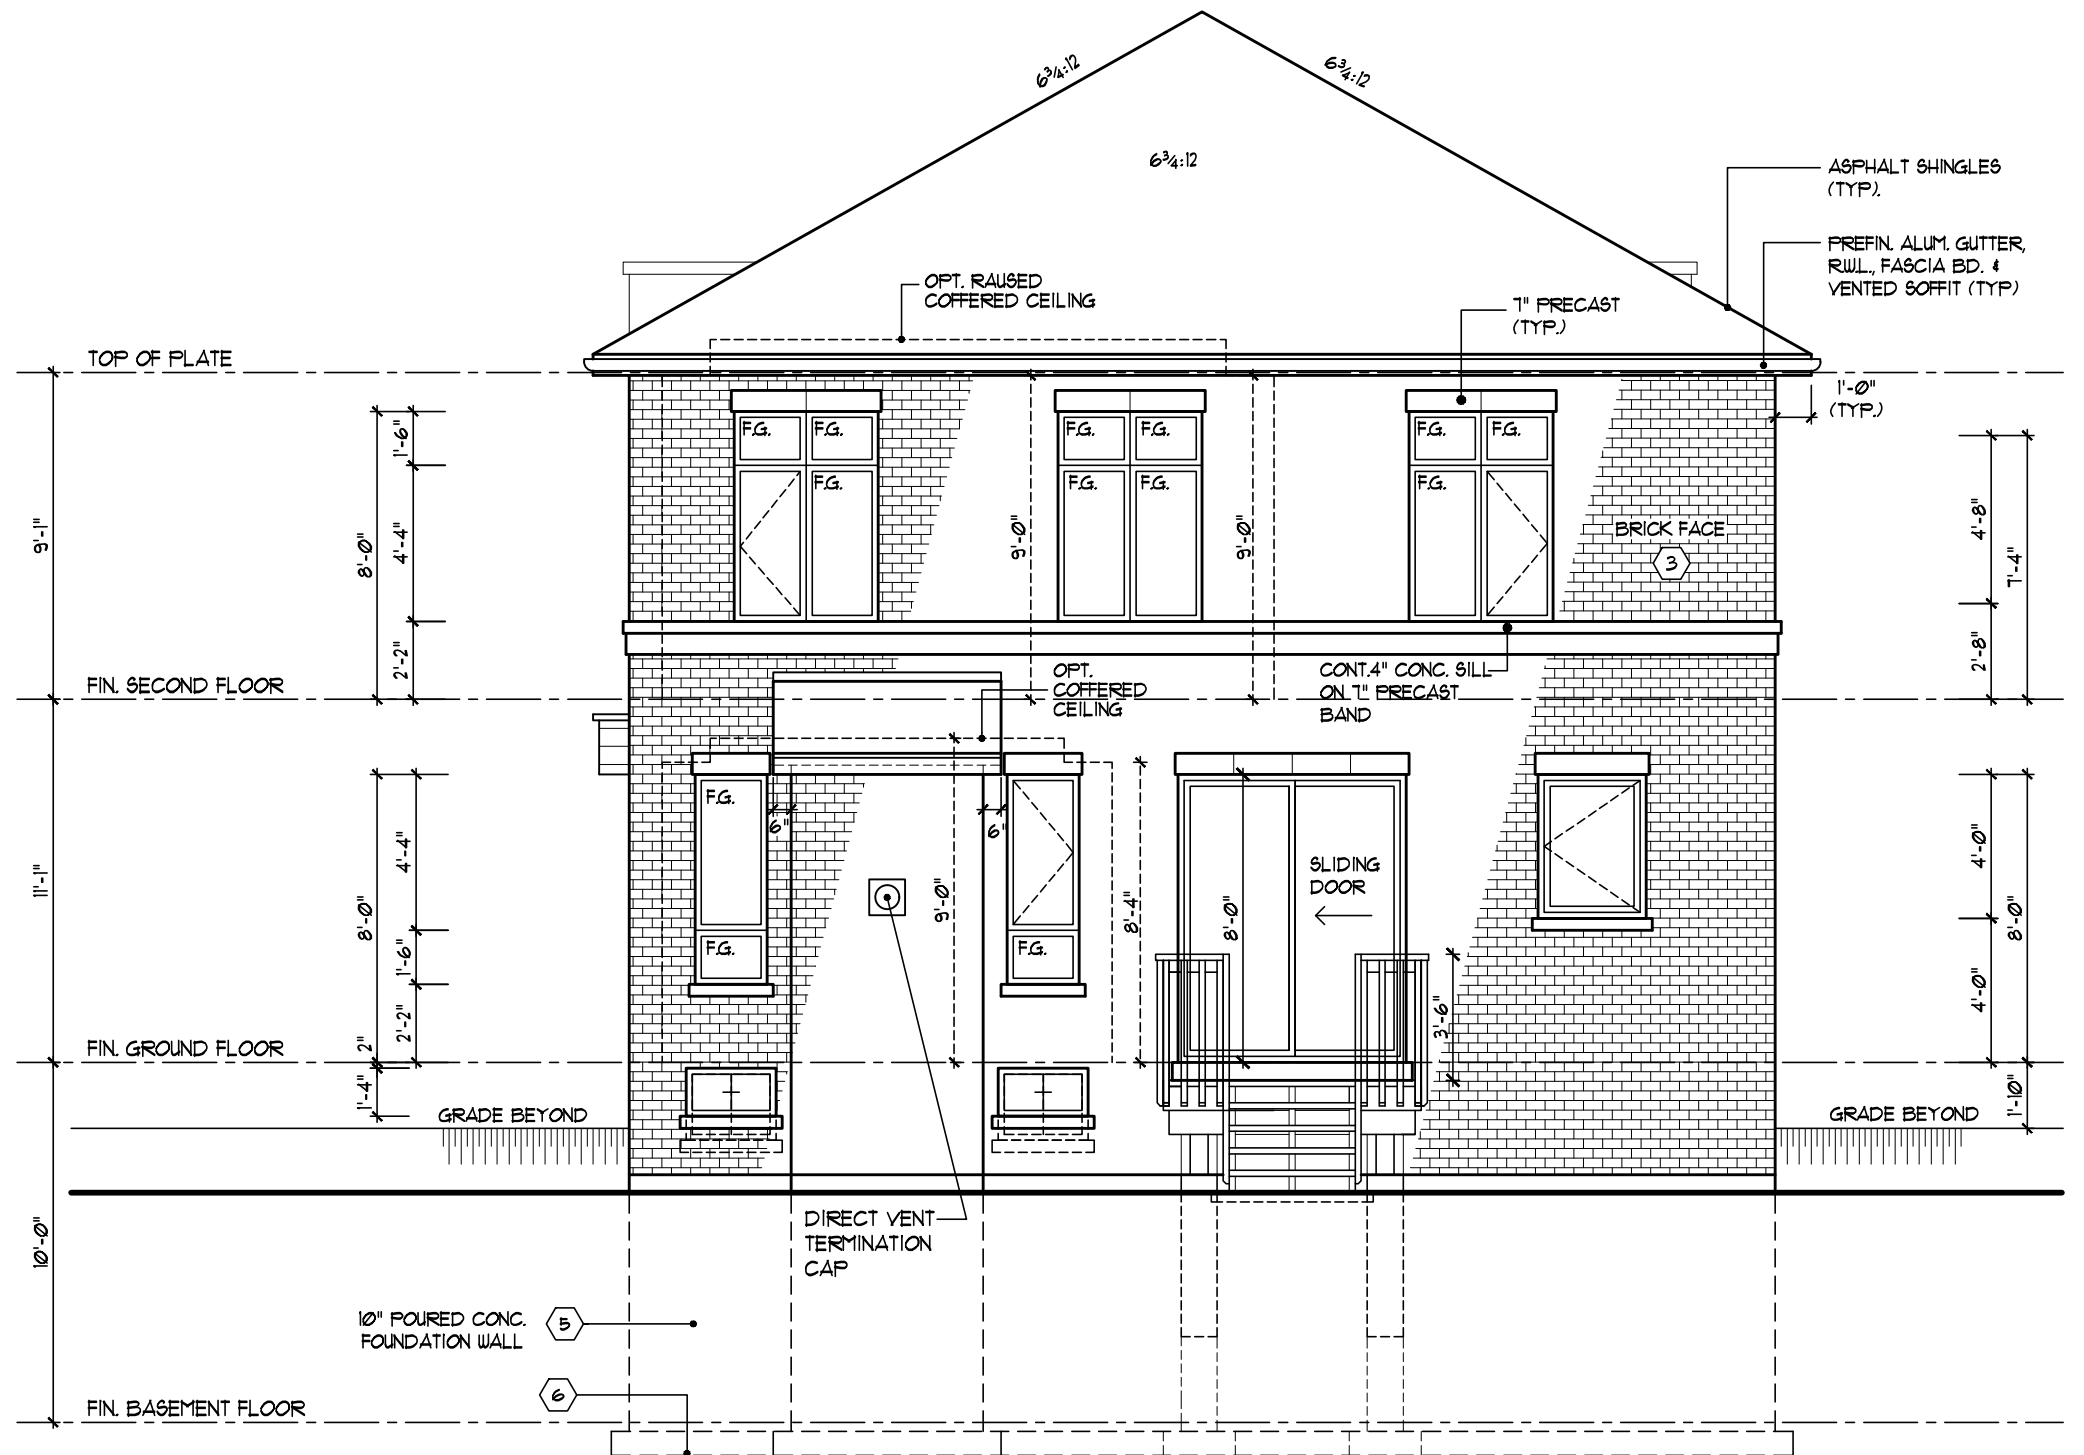 6¾:12
6¾:12
6¾:12
ASPHALT SHINGLES
(TYP).
PREFIN. ALUM. GUTTER,
R.W.L., FASCIA BD. &
VENTED SOFFIT (TYP)
OPT. RAUSED
COFFERED CEILING
7" PRECAST
(TYP.)
TOP OF PLATE
1'-0"
(TYP.)
F.G.
F.G.
F.G.
F.G.
F.G.
F.G.
F.G.
F.G.
F.G.
F.G.
1'-6"
4'-4"
2'-2"
8'-0"
9'-1"
9'-0"
9'-0"
BRICK FACE
3
4'-8"
7'-4"
2'-8"
FIN. SECOND FLOOR
OPT.
COFFERED
CEILING
CONT.4" CONC. SILL
ON 7" PRECAST
BAND
F.G.
6"
6"
4'-4"
8'-0"
1'-6"
2'-2"
11'-1"
9'-0"
8'-4"
8'-0"
SLIDING
DOOR
F.G.
F.G.
3'-6"
4'-0"
8'-0"
4'-0"
FIN. GROUND FLOOR
2"
1'-4"
1'-10"
GRADE BEYOND
GRADE BEYOND
10'-0"
DIRECT VENT
TERMINATION
CAP
10" POURED CONC.
FOUNDATION WALL
5
6
FIN. BASEMENT FLOOR